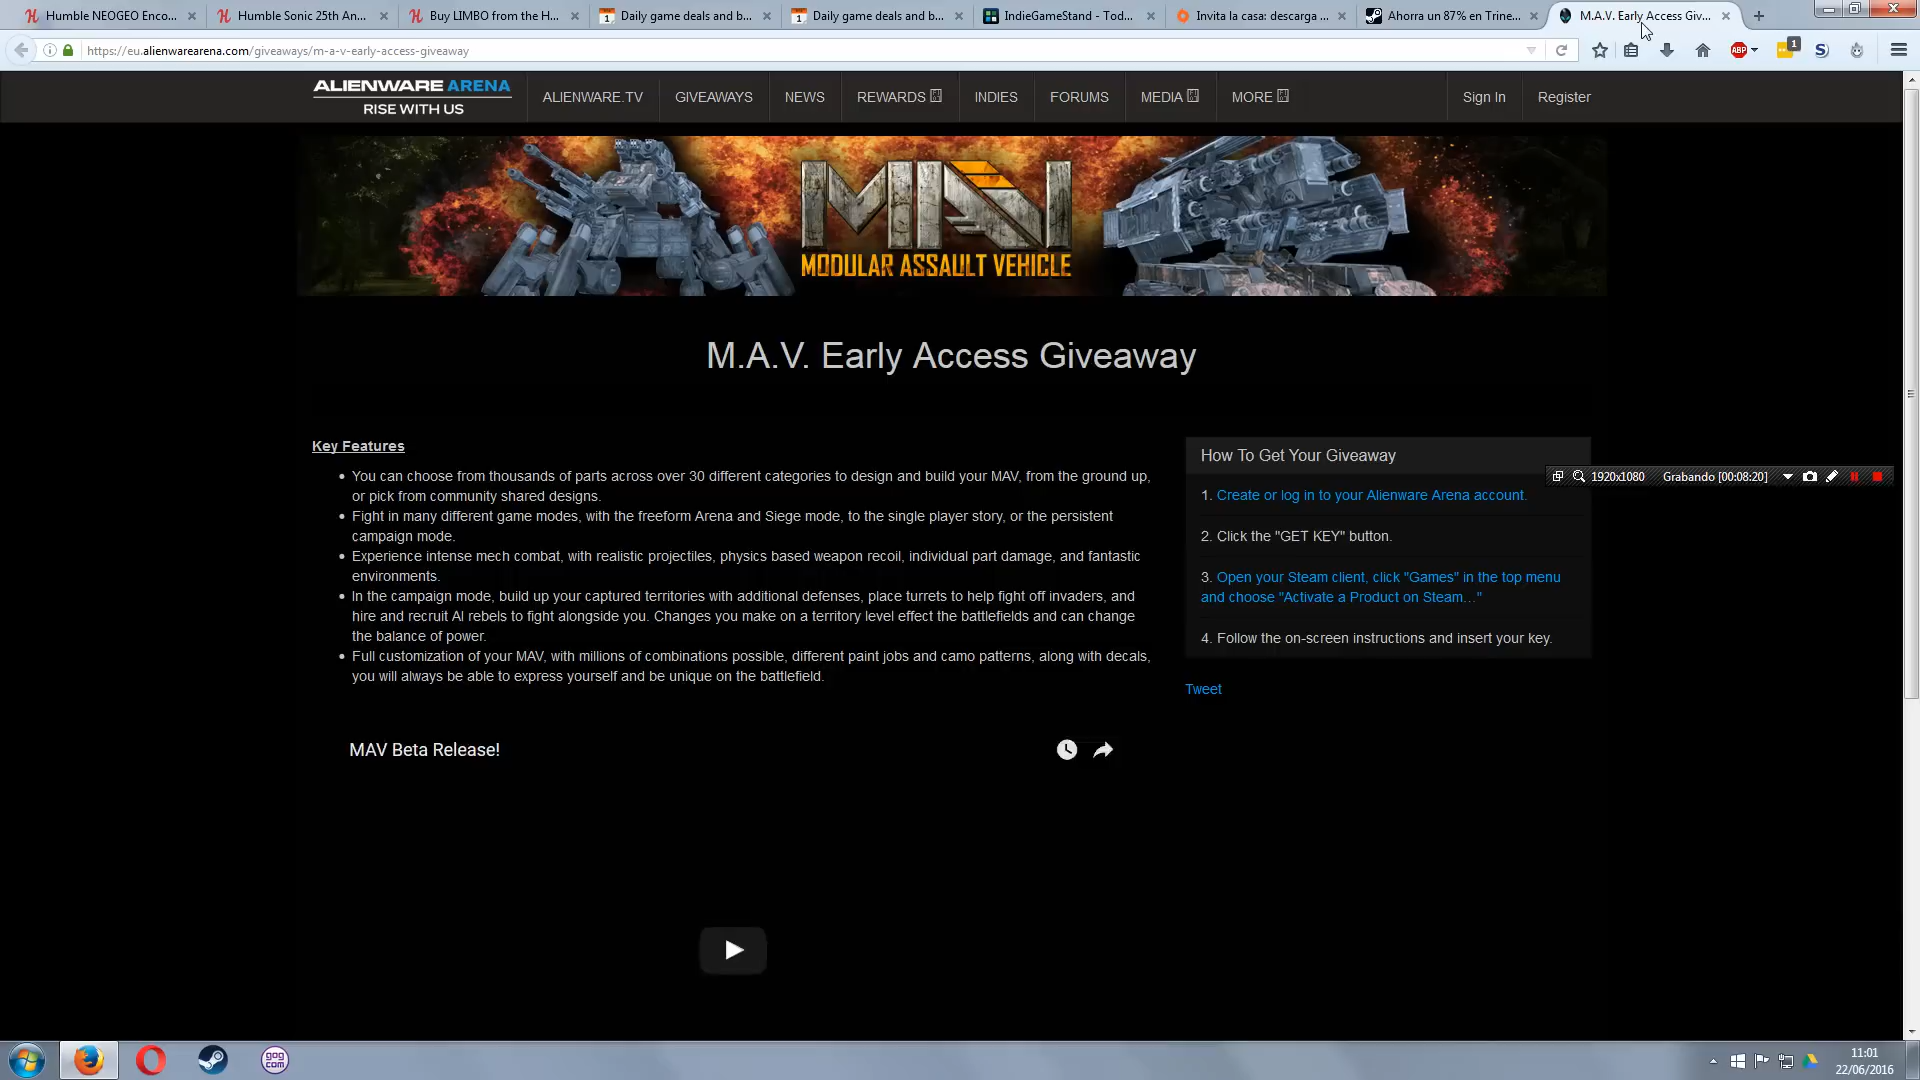 Humble NEOGEO Enco...
Humble Sonic 25th An...
Buy LIMBO from the H...
Daily game deals and b...
Daily game deals and b...
IndieGameStand - Tod...
Invita la casa: descarga ...
Ahorra un 87% en Trine...
M.A.V. Early Access Giv...
https://eu.alienwarearena.com/giveaways/m-a-v-early-access-giveaway
ABP
1
ALIENWARE ARENA
RISE WITH US
ALIENWARE.TV
GIVEAWAYS
NEWS
REWARDS
INDIES
FORUMS
MEDIA
MORE
Sign In
Register
MAV
MODULAR ASSAULT VEHICLE
M.A.V. Early Access Giveaway
Key Features
You can choose from thousands of parts across over 30 different categories to design and build your MAV, from the ground up,
or pick from community shared designs.
Fight in many different game modes, with the freeform Arena and Siege mode, to the single player story, or the persistent
campaign mode.
Experience intense mech combat, with realistic projectiles, physics based weapon recoil, individual part damage, and fantastic
environments.
In the campaign mode, build up your captured territories with additional defenses, place turrets to help fight off invaders, and
hire and recruit AI rebels to fight alongside you. Changes you make on a territory level effect the battlefields and can change
the balance of power.
Full customization of your MAV, with millions of combinations possible, different paint jobs and camo patterns, along with decals,
you will always be able to express yourself and be unique on the battlefield.
How To Get Your Giveaway
1920x1080 Grabando [00:08:20]
1. Create or log in to your Alienware Arena account.
2. Click the "GET KEY" button.
3. Open your Steam client, click "Games" in the top menu
and choose "Activate a Product on Steam…"
4. Follow the on-screen instructions and insert your key.
Tweet
MAV Beta Release!
gog
com
11:01
22/06/2016